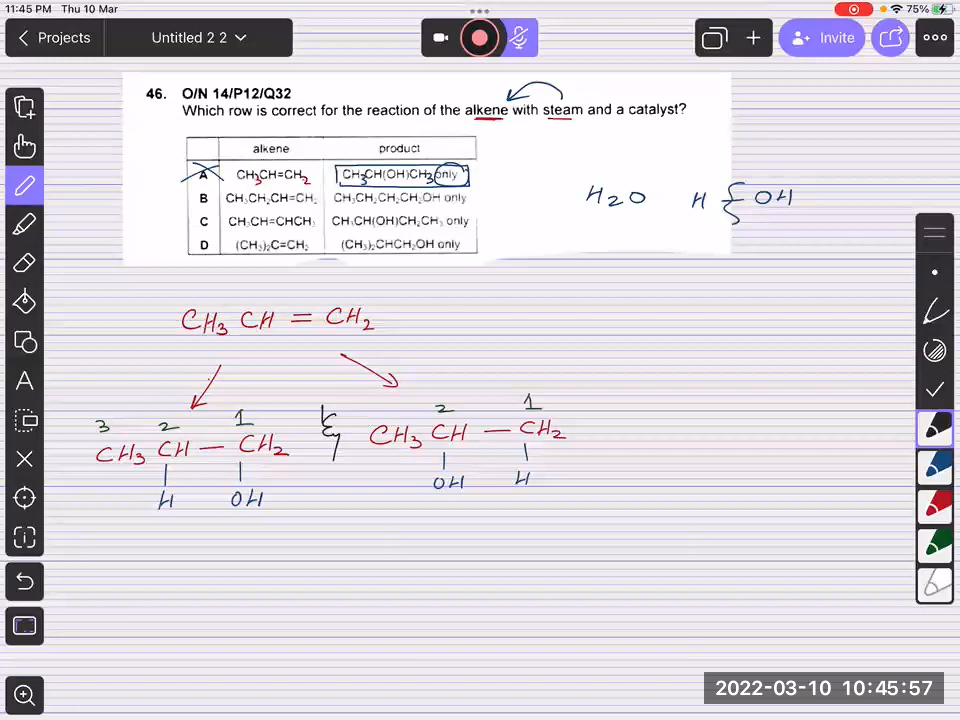 11:45 PM Thu 10 Mar
75%
Projects
Untitled 2 2
Invite
46. O/N 14/P12/Q32
Which row is correct for the reaction of the alkene with steam and a catalyst?
alkene product
A CH3CH=CH2 CH3CH(OH)CH3 only
B CH3CH2CH=CH2 CH3CH2CH2CH2OH only
C CH3CH=CHCH3 CH3CH(OH)CH2CH3 only
D (CH3)2C=CH2 (CH3)2CHCH2OH only
H2O H { OH
CH3 CH = CH2
3 2 1
CH3 CH — CH2
H OH
2 1
CH3 CH — CH2
OH H
A
2022-03-10 10:45:57